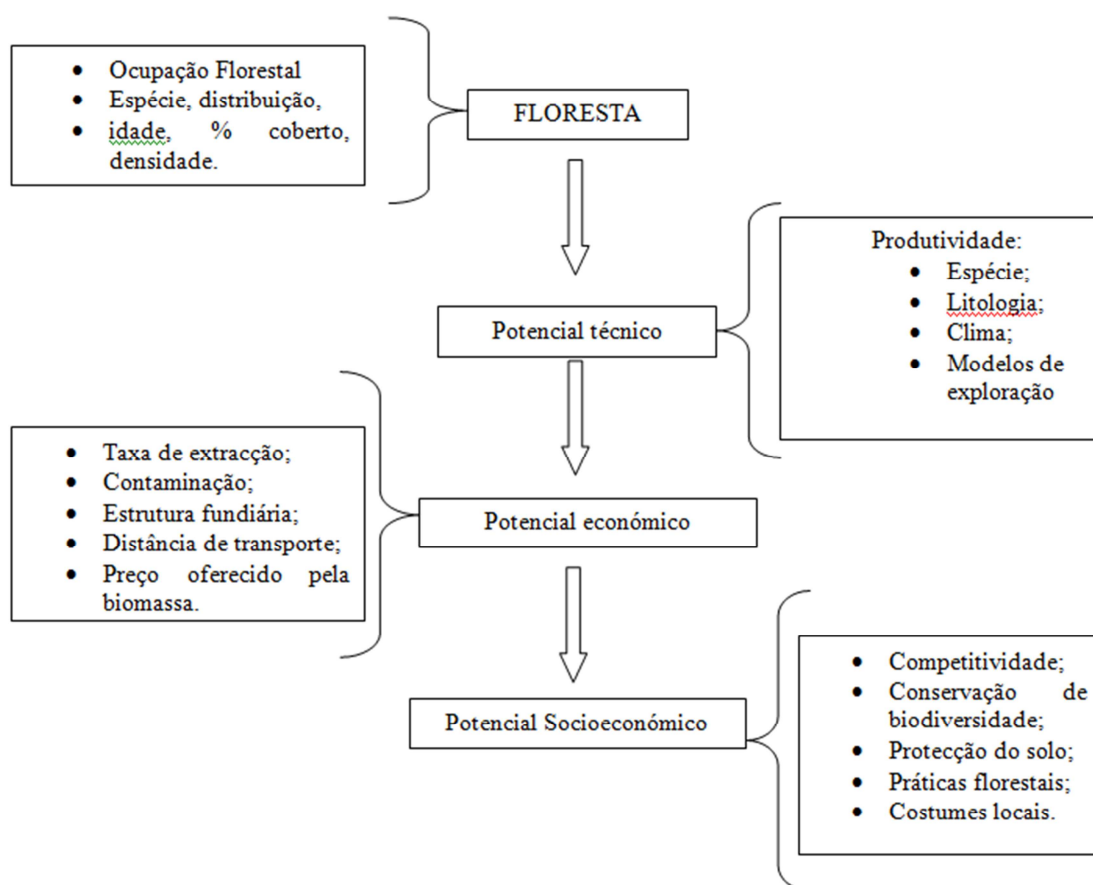 Ocupação Florestal
Espécie, distribuição,
idade, % coberto,
densidade.
FLORESTA
Produtividade:
Espécie;
Litologia;
Clima;
Modelos de
exploração
Potencial técnico
Taxa de extracção;
Contaminação;
Estrutura fundiária;
Distância de transporte;
Preço oferecido pela
biomassa.
Potencial económico
Competitividade;
Conservação de
biodiversidade;
Protecção do solo;
Práticas florestais;
Costumes locais.
Potencial Socioeconómico